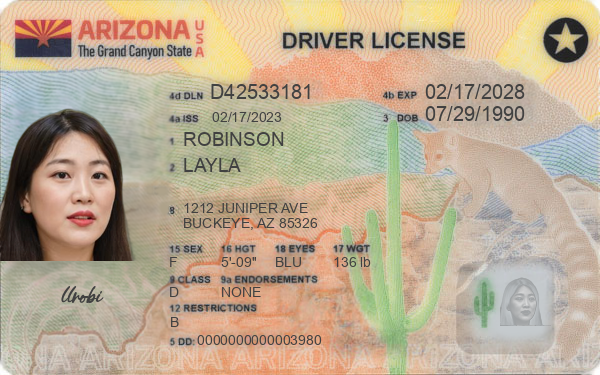 ARIZONA USA
The Grand Canyon State
DRIVER LICENSE
4d DLN D42533181
4b EXP 02/17/2028
4a ISS 02/17/2023
3 DOB 07/29/1990
1 ROBINSON
2 LAYLA
8 1212 JUNIPER AVE
BUCKEYE, AZ 85326
15 SEX 16 HGT 18 EYES 17 WGT
F 5'-09" BLU 136 lb
9 CLASS 9a ENDORSEMENTS
D NONE
12 RESTRICTIONS
B
5 DD: 0000000000003980
ARIZONA ARIZONA ARIZONA ARIZONA